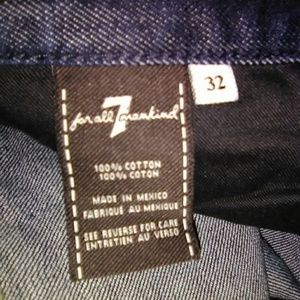 32
7
for all mankind
100% COTTON
100% COTON
MADE IN MEXICO
FABRIQUÉ AU MEXIQUE
SEE REVERSE FOR CARE
ENTRETIEN AU VERSO